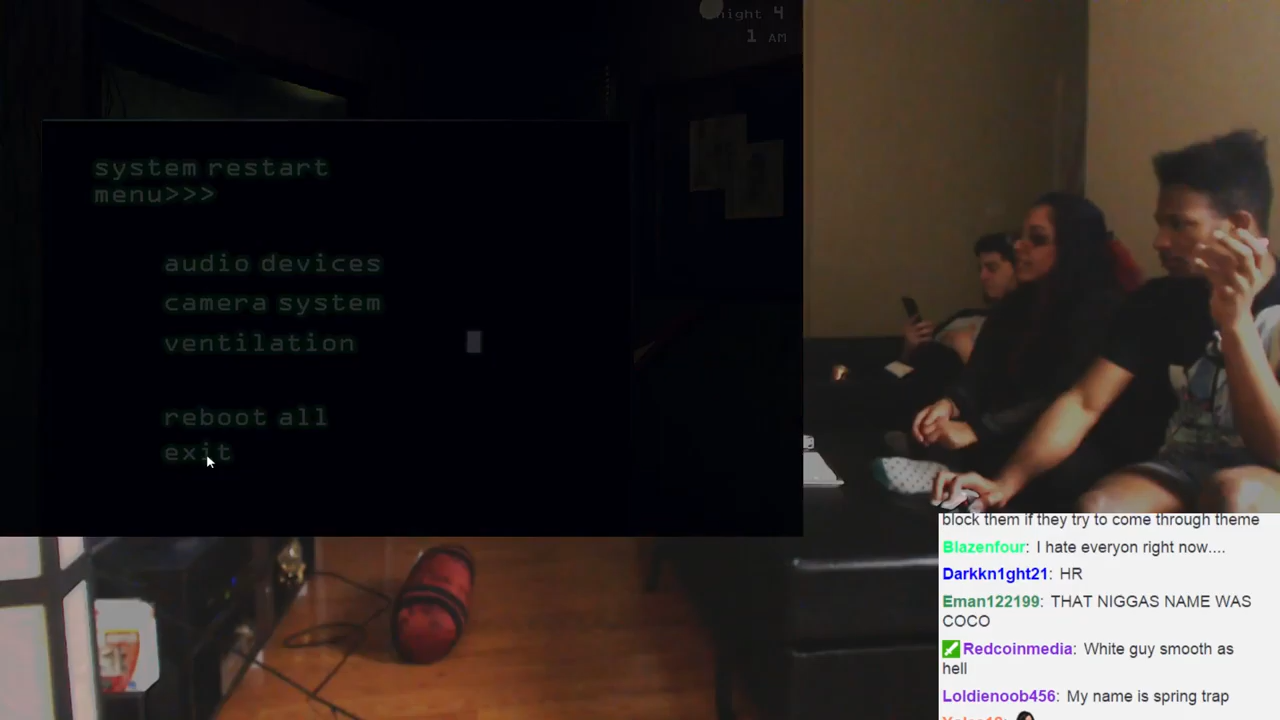 night 4
1 AM
system restart
menu>>>
audio devices
camera system
ventilation
reboot all
exit
block them if they try to come through theme
Blazenfour: I hate everyon right now....
Darkkn1ght21: HR
Eman122199: THAT NIGGAS NAME WAS
COCO
Redcoinmedia: White guy smooth as
hell
Loldienoob456: My name is spring trap